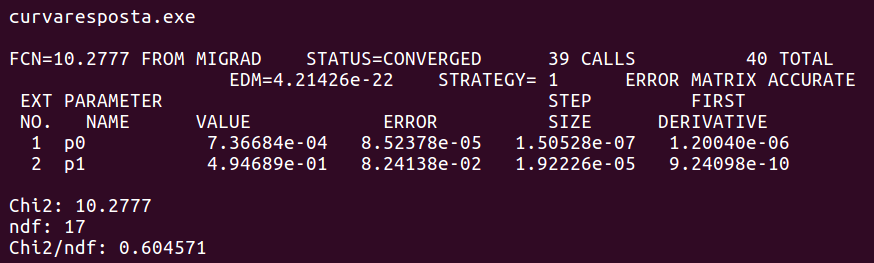 curvaresposta.exe
FCN=10.2777 FROM MIGRAD    STATUS=CONVERGED      39 CALLS          40 TOTAL
EDM=4.21426e-22    STRATEGY= 1      ERROR MATRIX ACCURATE
EXT PARAMETER                                   STEP         FIRST
NO.   NAME      VALUE            ERROR          SIZE      DERIVATIVE
1  p0           7.36684e-04   8.52378e-05   1.50528e-07   1.20040e-06
2  p1           4.94689e-01   8.24138e-02   1.92226e-05   9.24098e-10
Chi2: 10.2777
ndf: 17
Chi2/ndf: 0.604571